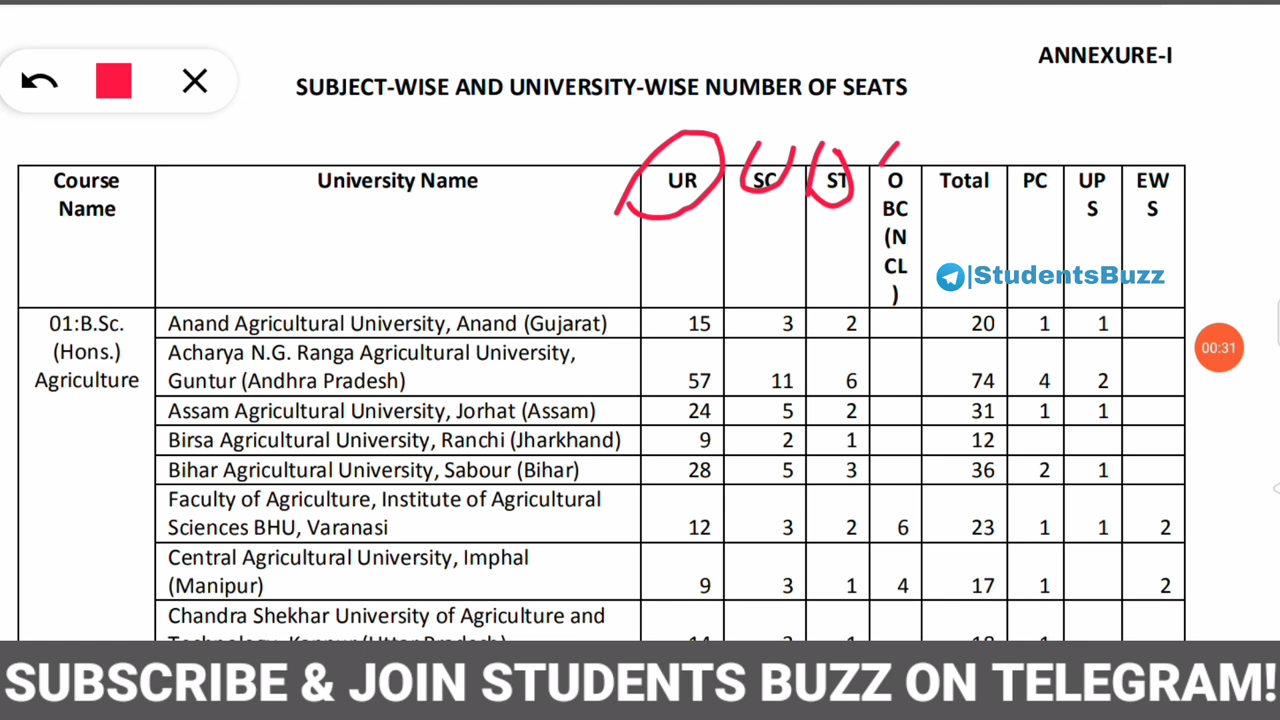 ANNEXURE-I
SUBJECT-WISE AND UNIVERSITY-WISE NUMBER OF SEATS
Course Name University Name UR SC ST O BC(N CL ) Total PC UP S EW S
|StudentsBuzz
01:B.Sc. (Hons.) Agriculture
Anand Agricultural University, Anand (Gujarat) 15 3 2 20 1 1
00:31
Acharya N.G. Ranga Agricultural University,
Guntur (Andhra Pradesh) 57 11 6 74 4 2
Assam Agricultural University, Jorhat (Assam) 24 5 2 31 1 1
Birsa Agricultural University, Ranchi (Jharkhand) 9 2 1 12
Bihar Agricultural University, Sabour (Bihar) 28 5 3 36 2 1
Faculty of Agriculture, Institute of Agricultural
Sciences BHU, Varanasi 12 3 2 6 23 1 1 2
Central Agricultural University, Imphal
(Manipur) 9 3 1 4 17 1 2
Chandra Shekhar University of Agriculture and
SUBSCRIBE & JOIN STUDENTS BUZZ ON TELEGRAM!